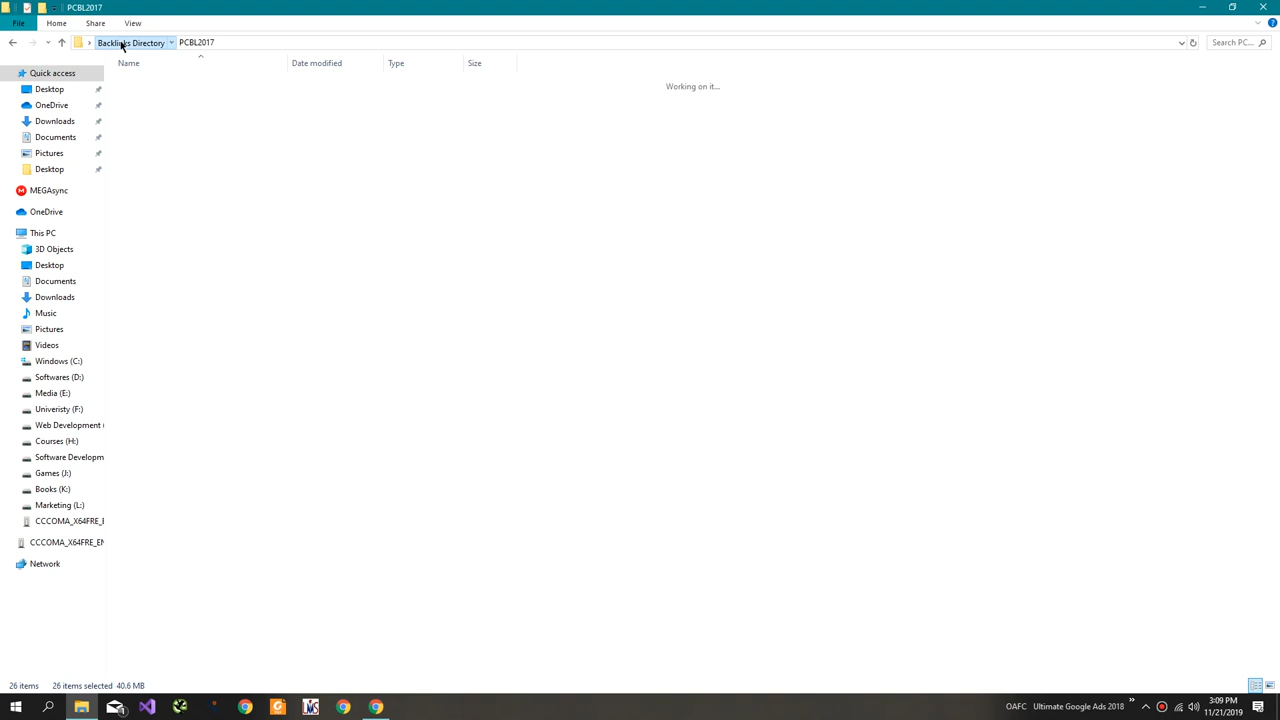 PCBL2017
File Home Share View
Backlinks Directory PCBL2017 Search PC...
Name Date modified Type Size
Working on it...
Quick access
Desktop
OneDrive
Downloads
Documents
Pictures
Desktop
MEGAsync
OneDrive
This PC
3D Objects
Desktop
Documents
Downloads
Music
Pictures
Videos
Windows (C:)
Softwares (D:)
Media (E:)
Univeristy (F:)
Web Development (
Courses (H:)
Software Developm
Games (J:)
Books (K:)
Marketing (L:)
CCCOMA_X64FRE_E
CCCOMA_X64FRE_EN
Network
26 items 26 items selected 40.6 MB
OAFC Ultimate Google Ads 2018 3:09 PM
11/21/2019